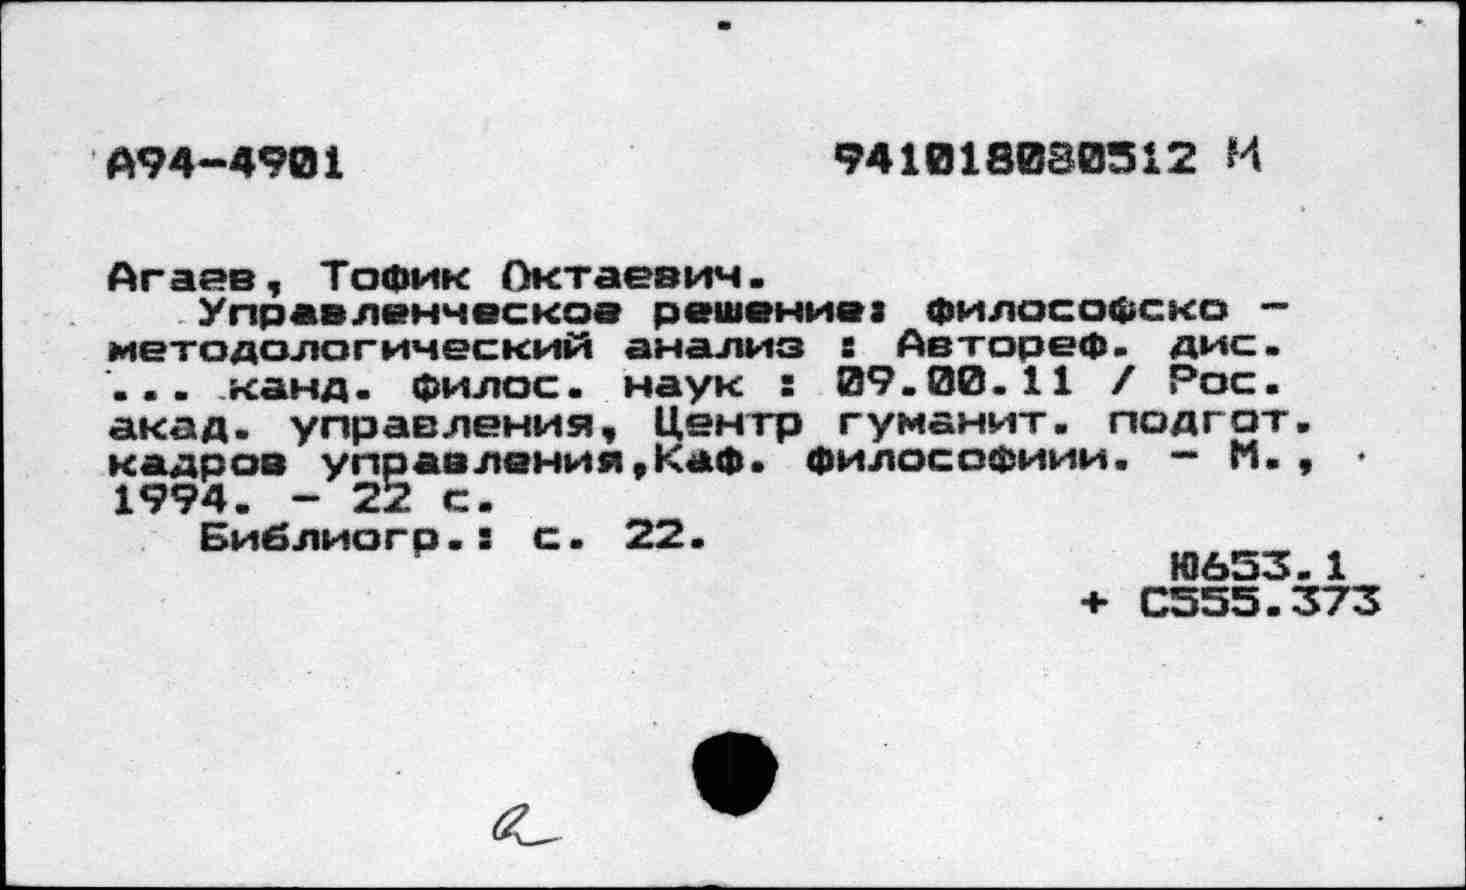 А94-4901 941018080512 М
Агаев, Тофик Октаевич.
Управленческое решение: философско -
методологический анализ : Автореф. дис.
... канд. филос. наук : 09.00.11 / Рос.
акад. управления, Центр гуманит. подгот.
кадров управления,Каф. философиии. - М.,
1994. - 22 с.
Библиогр.: с. 22.
Ю653.1
+ С555.373